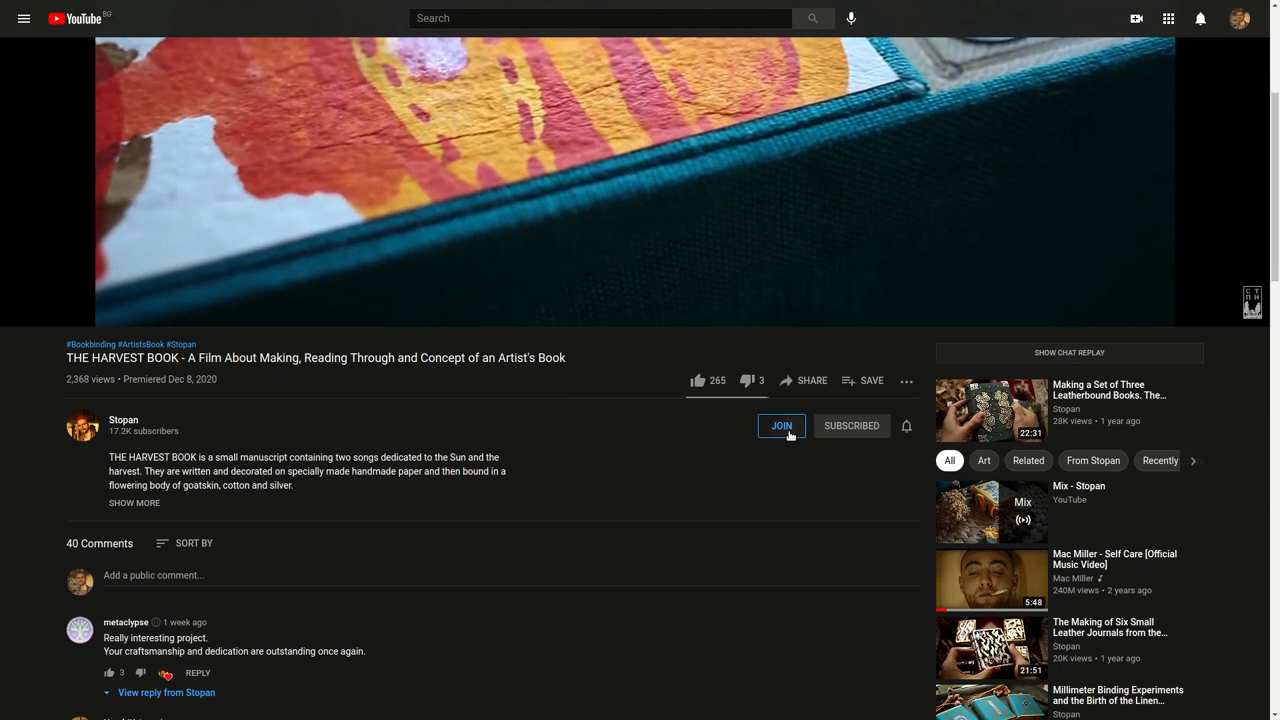 YouTube BG
Search
С Т
П Н
#Bookbinding #ArtistsBook #Stopan
THE HARVEST BOOK - A Film About Making, Reading Through and Concept of an Artist's Book
2,368 views • Premiered Dec 8, 2020
265
3
SHARE
SAVE
Stopan
17.2K subscribers
JOIN
SUBSCRIBED
THE HARVEST BOOK is a small manuscript containing two songs dedicated to the Sun and the
harvest. They are written and decorated on specially made handmade paper and then bound in a
flowering body of goatskin, cotton and silver.
SHOW MORE
40 Comments
SORT BY
Add a public comment...
metaclypse
1 week ago
Really interesting project.
Your craftsmanship and dedication are outstanding once again.
3
REPLY
View reply from Stopan
SHOW CHAT REPLAY
22:31
Making a Set of Three
Leatherbound Books. The...
Stopan
28K views • 1 year ago
All
Art
Related
From Stopan
Recently
Mix
Mix - Stopan
YouTube
5:48
Mac Miller - Self Care [Official
Music Video]
Mac Miller
240M views • 2 years ago
21:51
The Making of Six Small
Leather Journals from the...
Stopan
20K views • 1 year ago
Millimeter Binding Experiments
and the Birth of the Linen...
Stopan